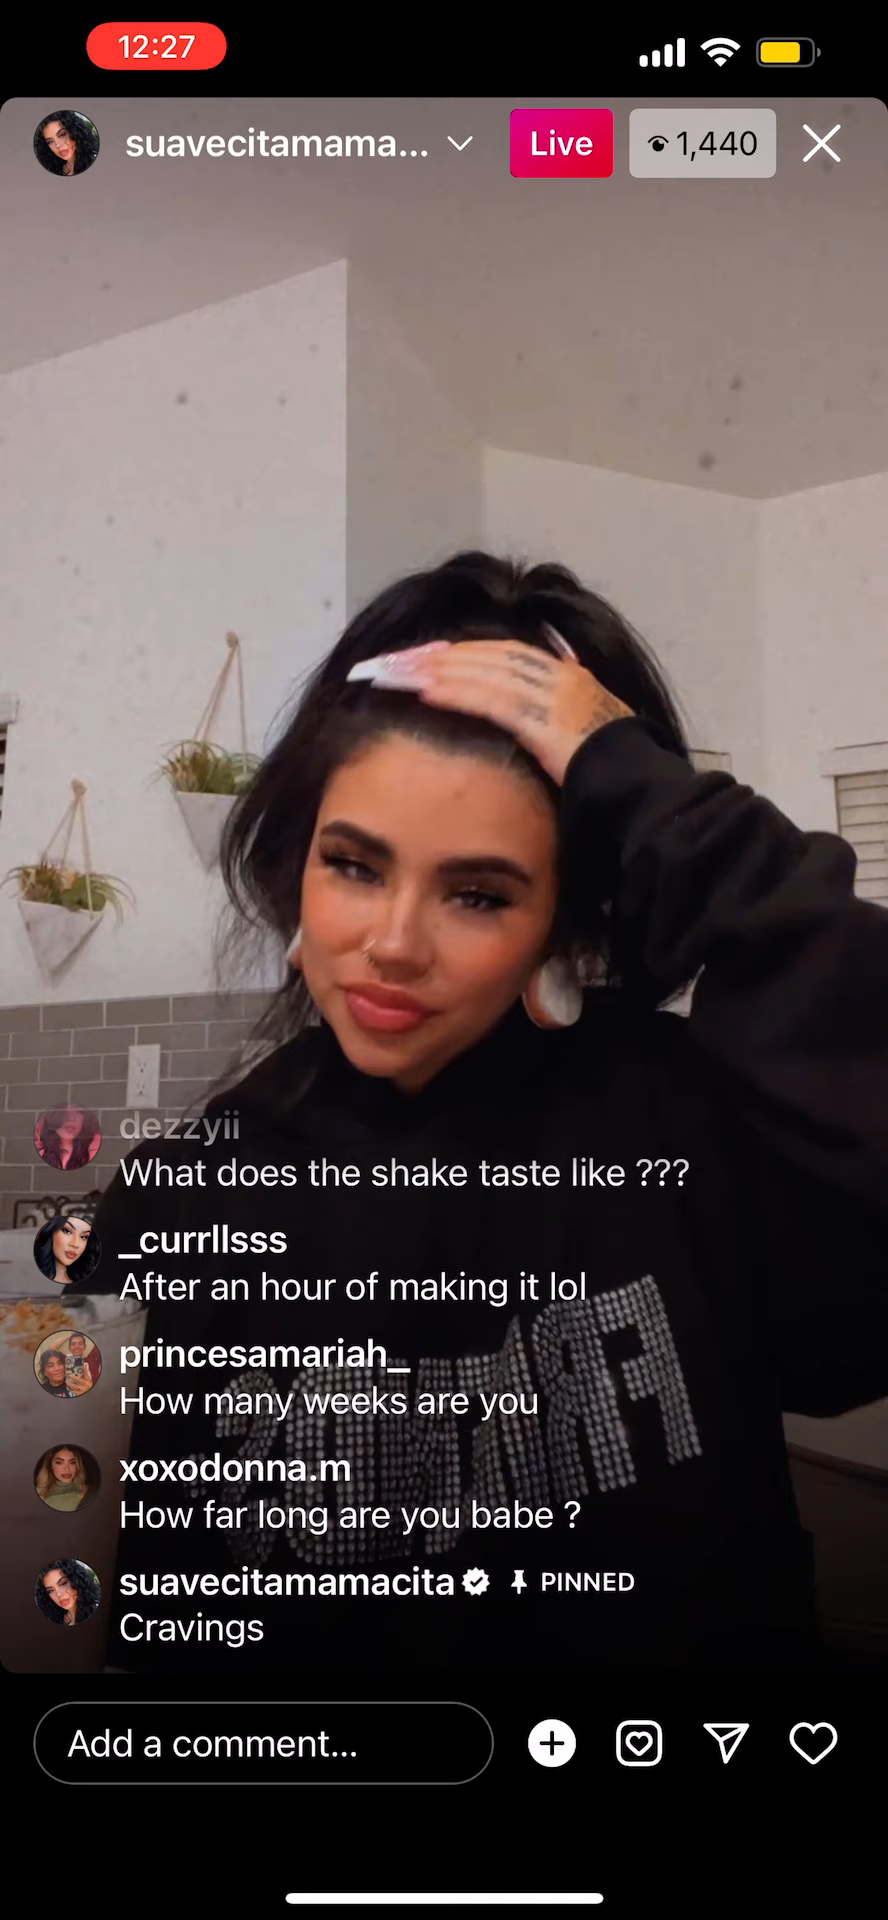 12:27
suavecitamama...
Live
1,440
dezzyii
What does the shake taste like ???
_currllsss
After an hour of making it lol
princesamariah_
How many weeks are you
xoxodonna.m
How far long are you babe ?
suavecitamamacita PINNED
Cravings
Add a comment...